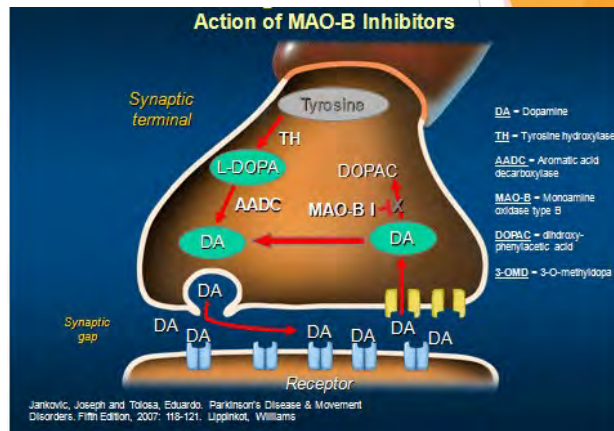 Action of MAO-B Inhibitors
Synaptic
terminal
Tyrosine
TH
L-DOPA
AADC
DOPAC
MAO-B I
X
DA
DA
DA
DA
DA
DA
DA
DA
DA
Synaptic
gap
Receptor
DA = Dopamine
TH = Tyrosine hydroxylase
AADC = Aromatic acid
decarboxylase
MAO-B = Monoamine
oxidase type B
DOPAC = dihdroxy-
phenylacetic acid
3-OMD = 3-O-methyldopa
Jankovic, Joseph and Tolosa, Eduardo. Parkinson's Disease & Movement
Disorders. Fifth Edition, 2007: 118-121. Lippinkot, Williams